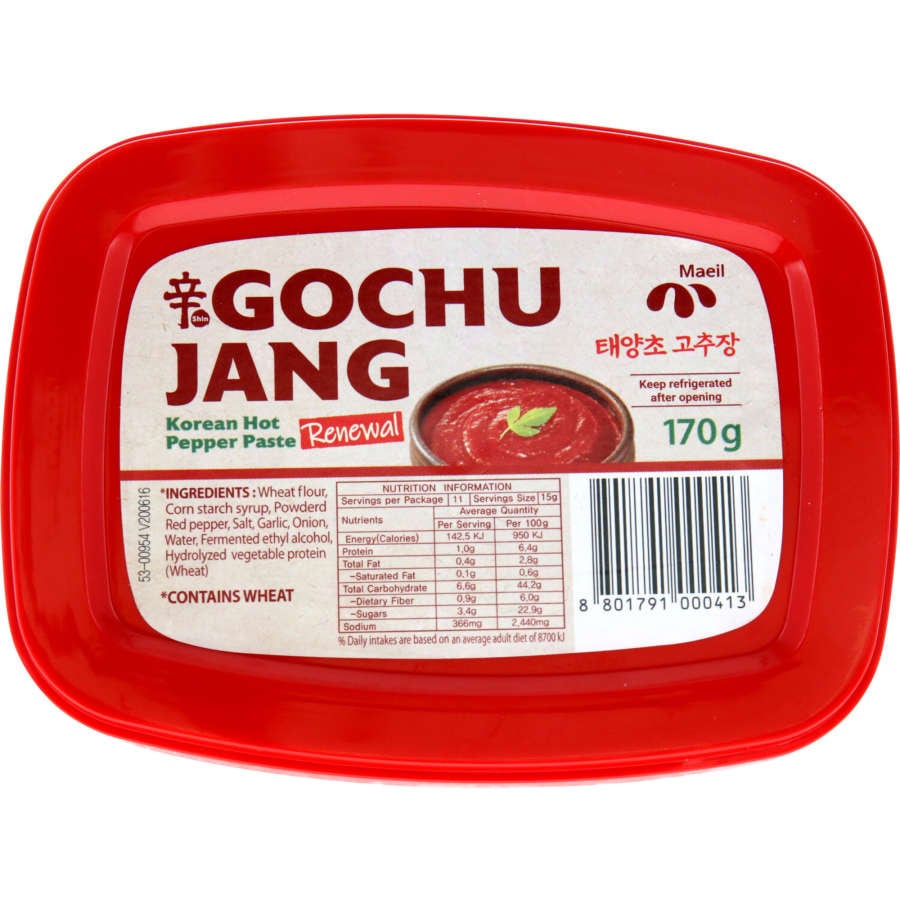 辛 GOCHU
Shin
JANG
Korean Hot
Pepper Paste Renewal
Maeil
태양초 고추장
Keep refrigerated
after opening
170g
53-00954 V200616
*INGREDIENTS : Wheat flour,
Corn starch syrup, Powderd
Red pepper, Salt, Garlic, Onion,
Water, Fermented ethyl alcohol,
Hydrolyzed vegetable protein
(Wheat)
*CONTAINS WHEAT
NUTRITION INFORMATION
Servings per Package 11 Servings Size 15g
Nutrients Average Quantity
Per Serving Per 100g
Energy(Calories) 142.5 KJ 950 KJ
Protein 1,0g 6,4g
Total Fat 0,4g 2,8g
-Saturated Fat 0,1g 0,6g
Total Carbohydrate 6,6g 44,2g
-Dietary Fiber 0,9g 6,0g
-Sugars 3,4g 22,9g
Sodium 366mg 2,440mg
% Daily intakes are based on an average adult diet of 8700 kJ
8 801791 000413